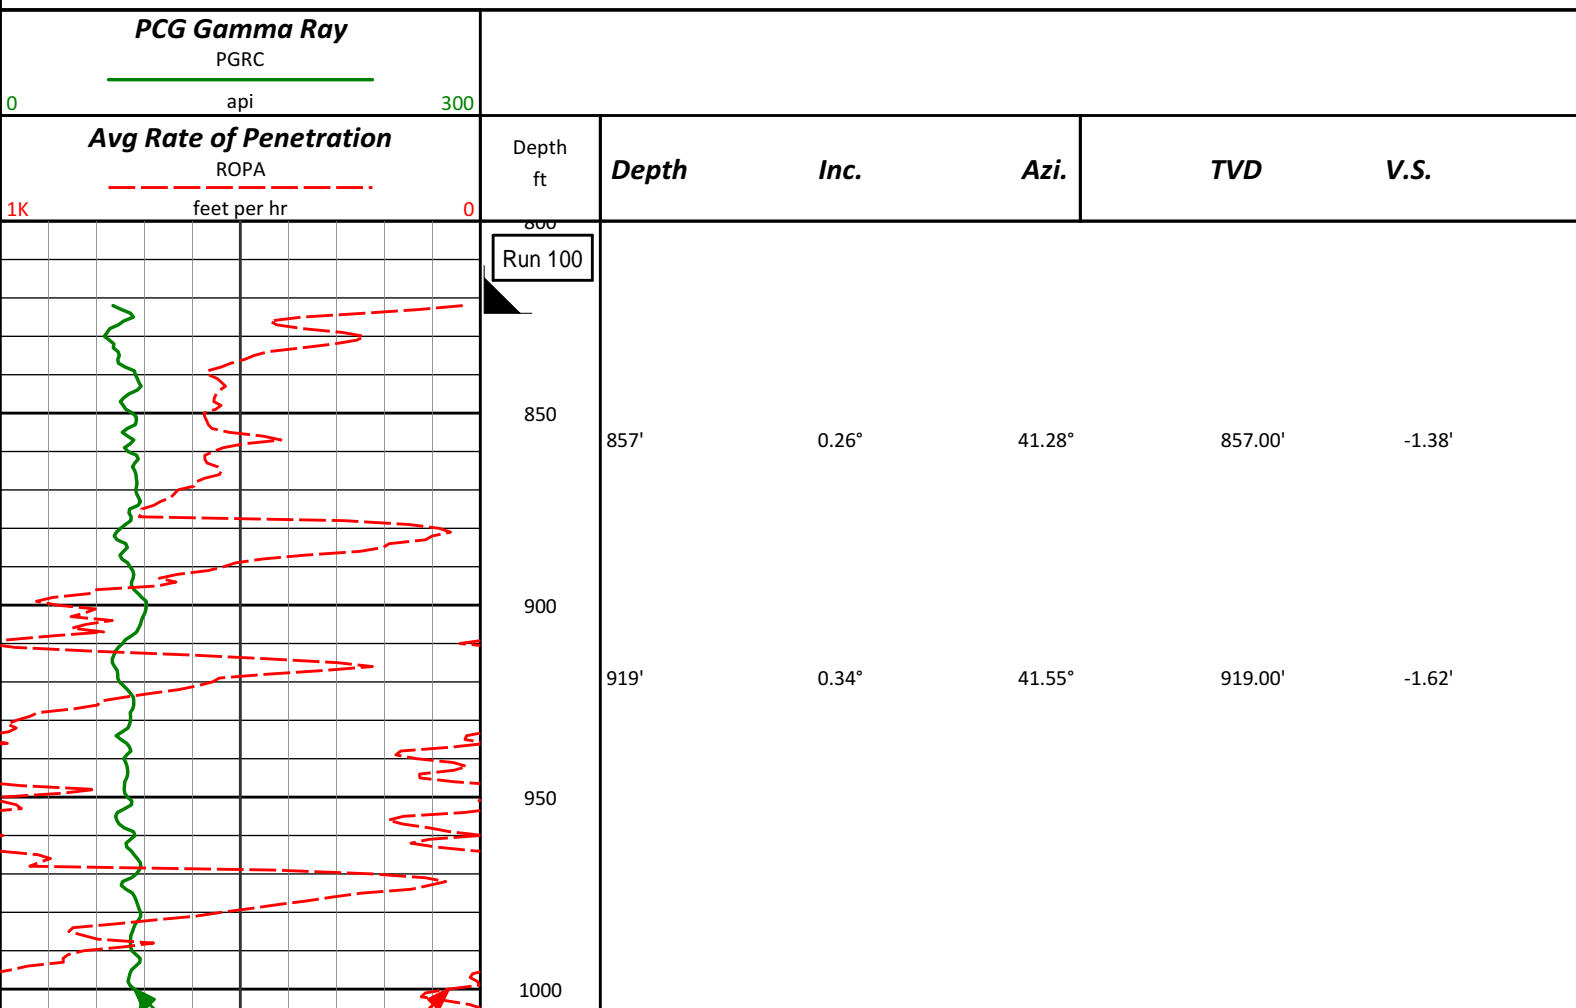 PCG Gamma Ray
PGRC
0 api 300
Avg Rate of Penetration
ROPA
1K feet per hr 0
Depth
ft
Depth Inc. Azi. TVD V.S.
800
Run 100
850
857' 0.26° 41.28° 857.00' -1.38'
900
919' 0.34° 41.55° 919.00' -1.62'
950
1000